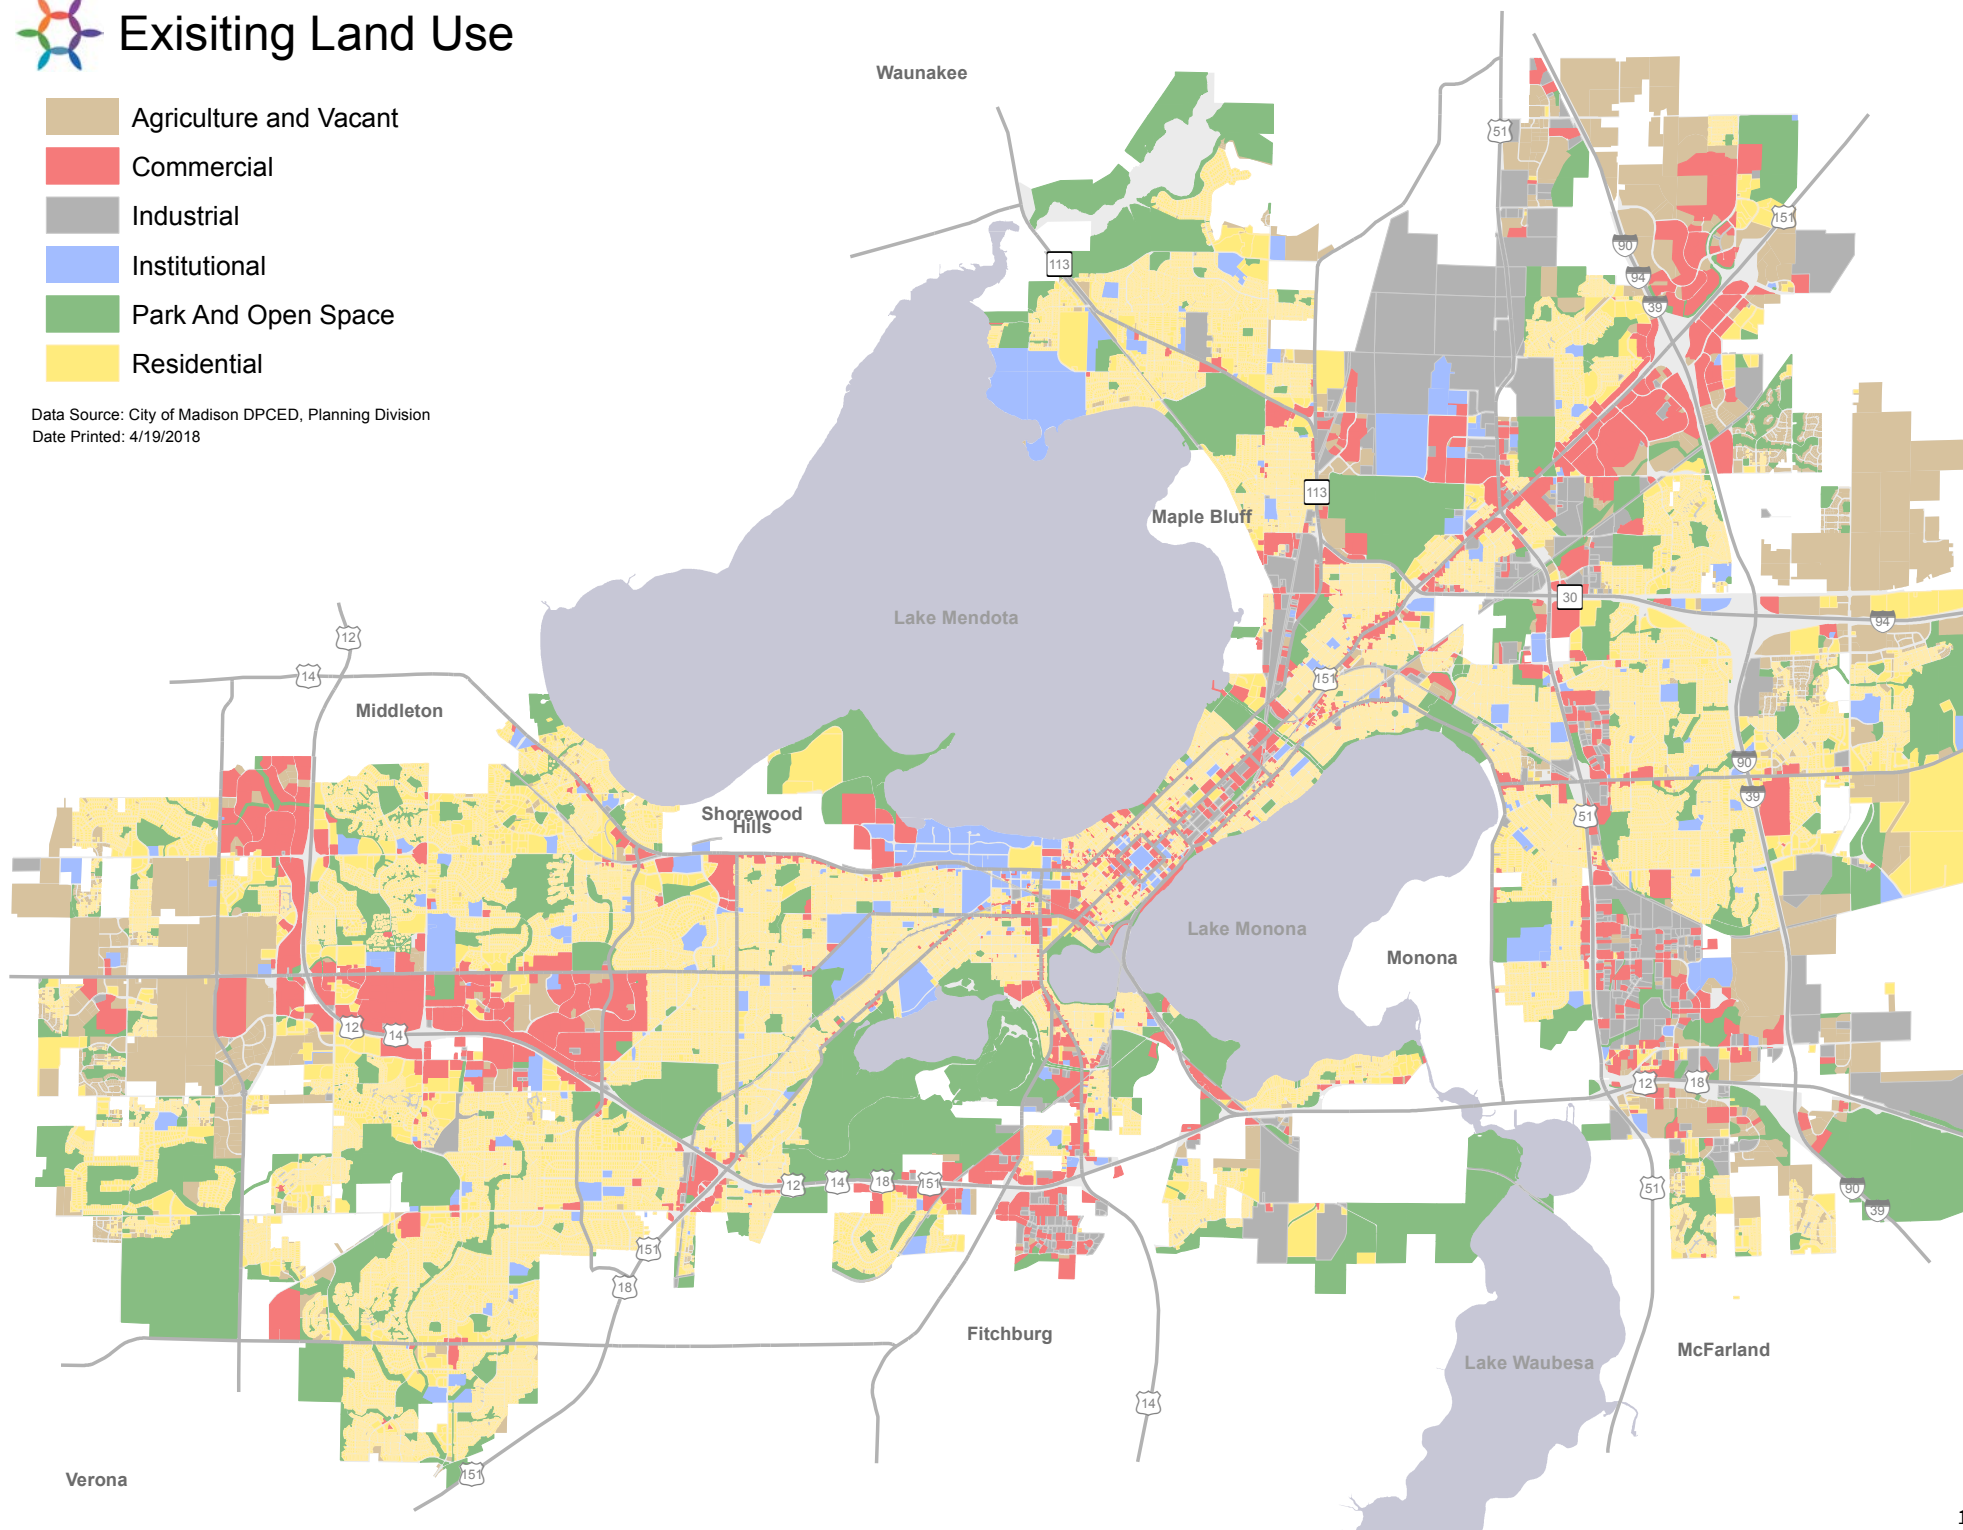 Exisiting Land Use
Agriculture and Vacant
Commercial
Industrial
Institutional
Park And Open Space
Residential
Data Source: City of Madison DPCED, Planning Division
Date Printed: 4/19/2018
Waunakee
51
151
90
113
94
39
113
Maple Bluff
30
Lake Mendota
94
12
14
151
Middleton
90
39
Shorewood
Hills
51
Lake Monona
Monona
12
14
12
18
12
14
18
151
51
90
39
151
18
Fitchburg
McFarland
Lake Waubesa
14
Verona
151
1